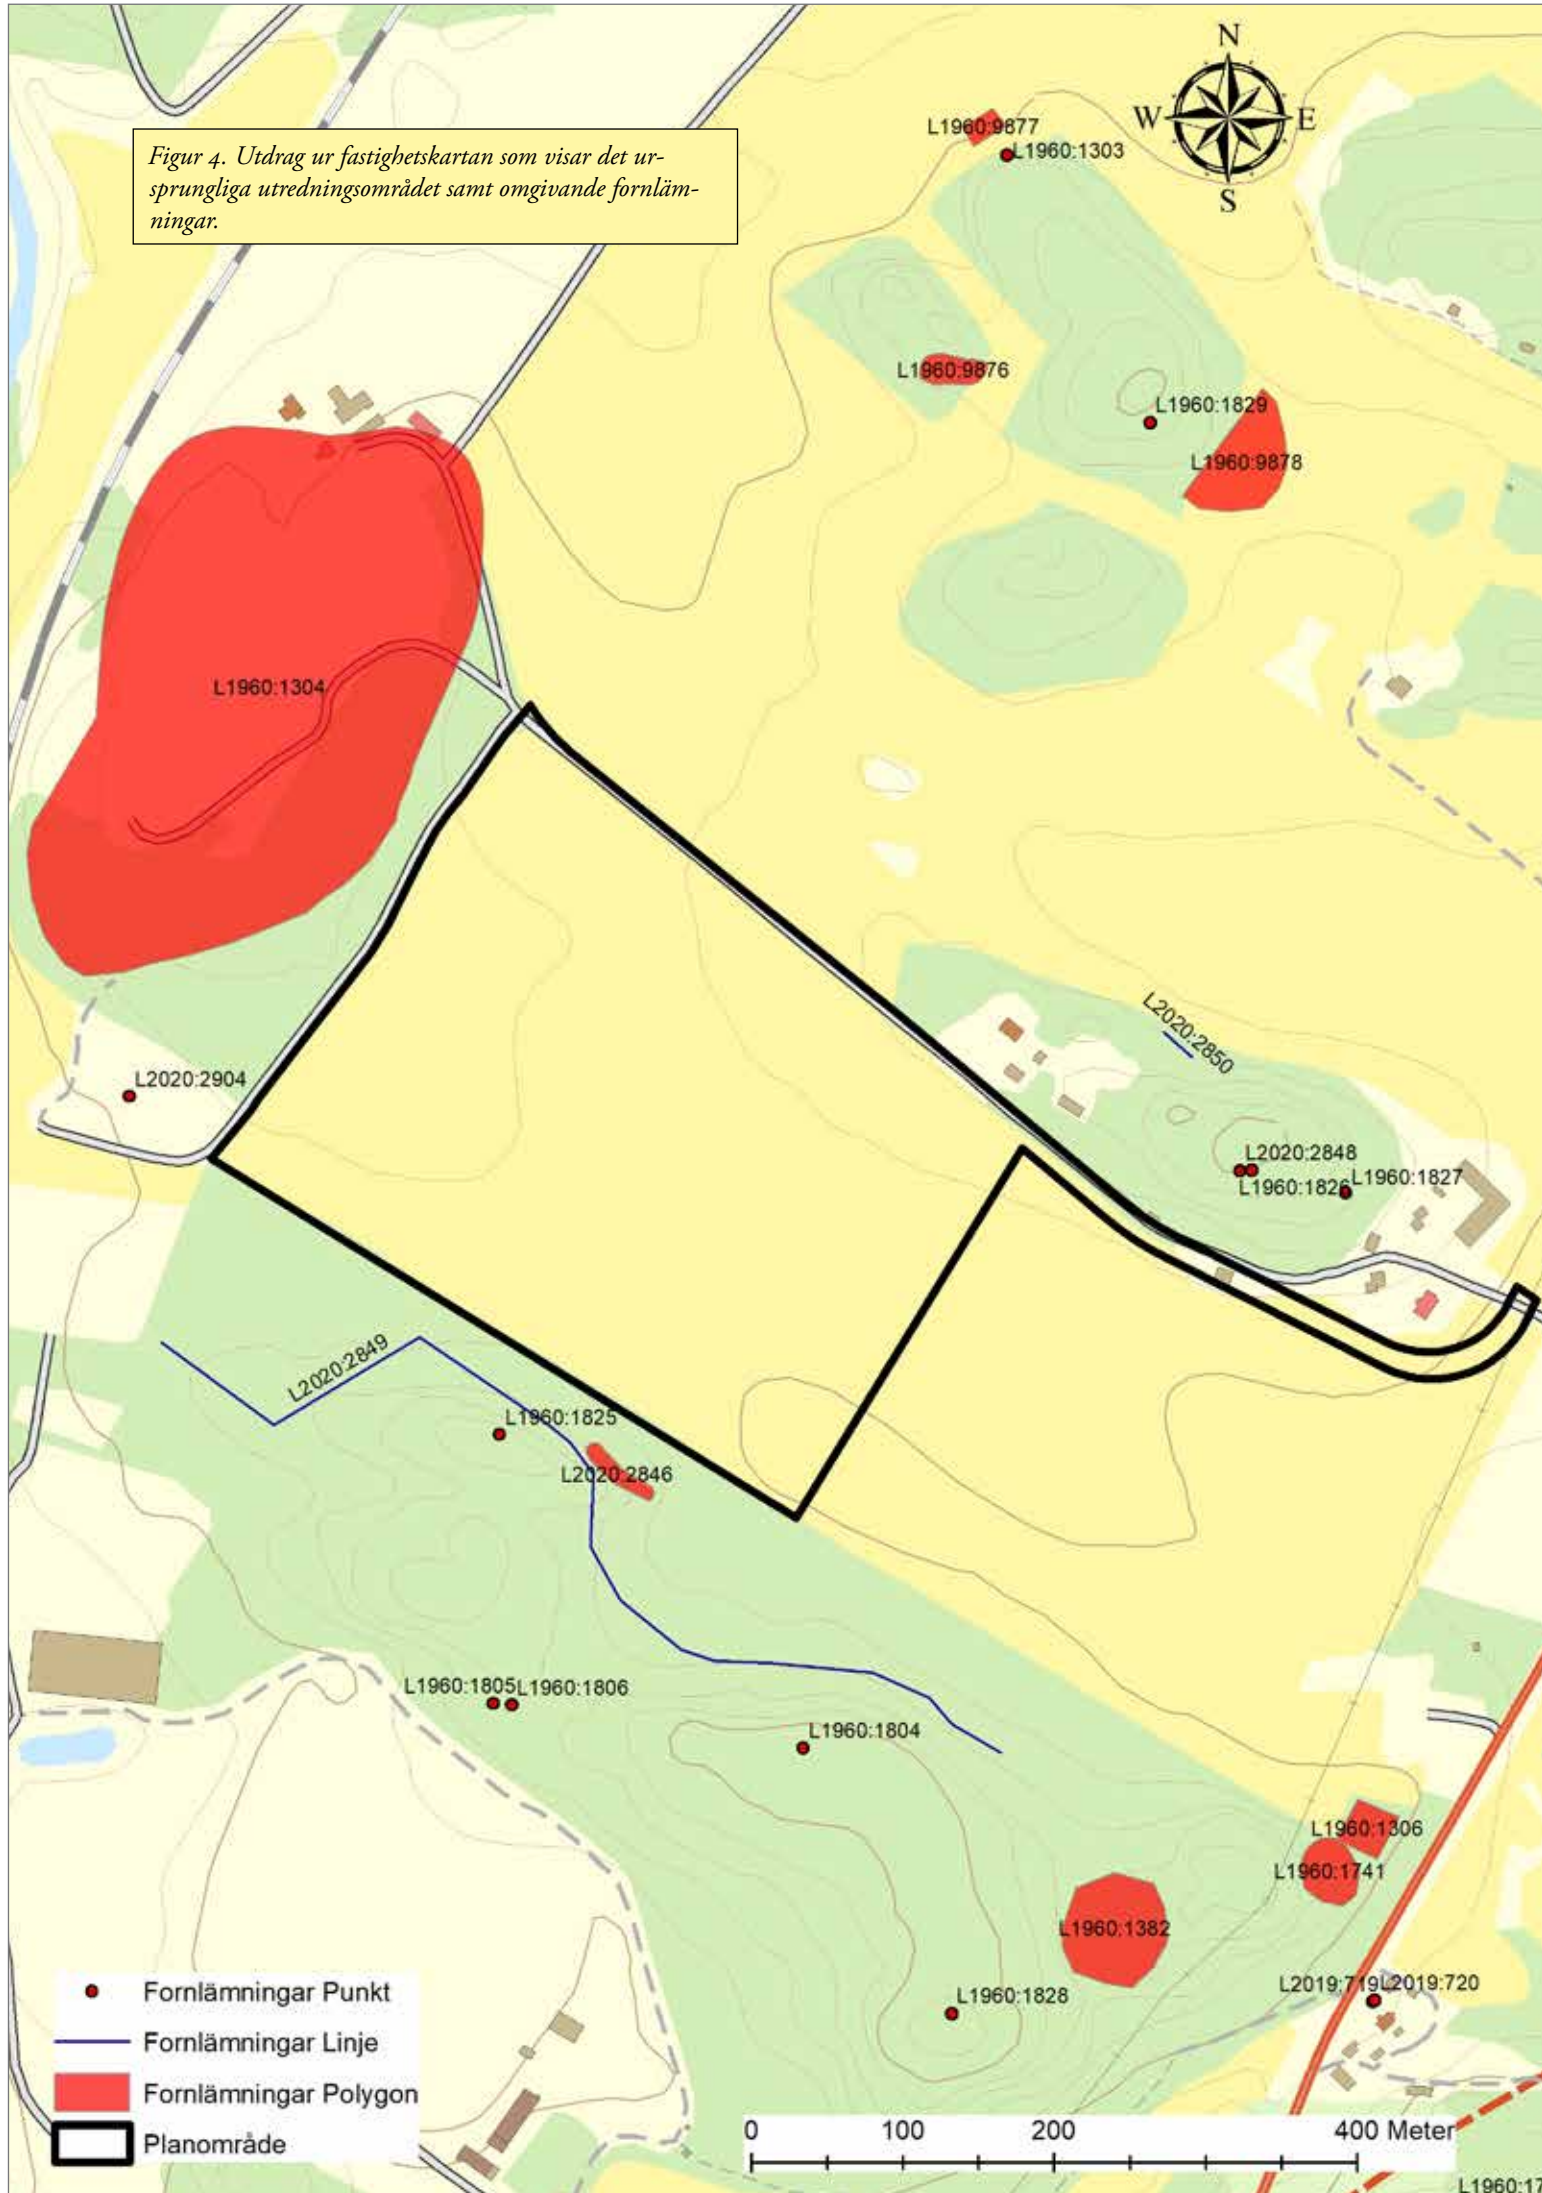 N
L1960:9877
W
E
L1960:1303
Figur 4. Utdrag ur fastighetskartan som visar det ur-
sprungliga utredningsområdet samt omgivande fornläm-
ningar.
S
L1960:9876
L1960:1829
L1960:9878
L1960:1304
L2020:2850
L2020:2904
L2020:2848
L1960:1826
L1960:1827
L2020:2849
L1960:1825
L2020:2846
L1960:1805
L1960:1806
L1960:1804
L1960:1306
L1960:1741
L1960:1382
L1960:1828
L2019:719
L2019:720
Fornlämningar Punkt
Fornlämningar Linje
Fornlämningar Polygon
Planområde
0 100 200 400 Meter
L1960:17